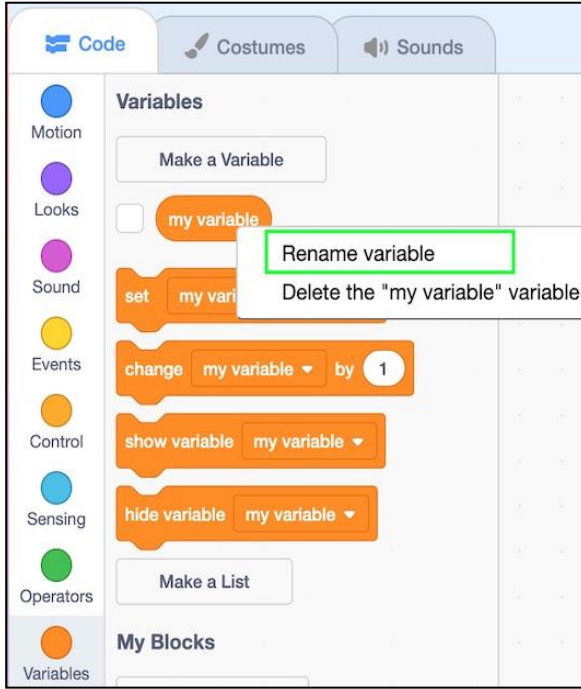 Code Costumes Sounds
Motion
Looks
Sound
Events
Control
Sensing
Operators
Variables
Variables
Make a Variable
my variable
Rename variable
Delete the "my variable" variable
set my vari
change my variable by 1
show variable my variable
hide variable my variable
Make a List
My Blocks